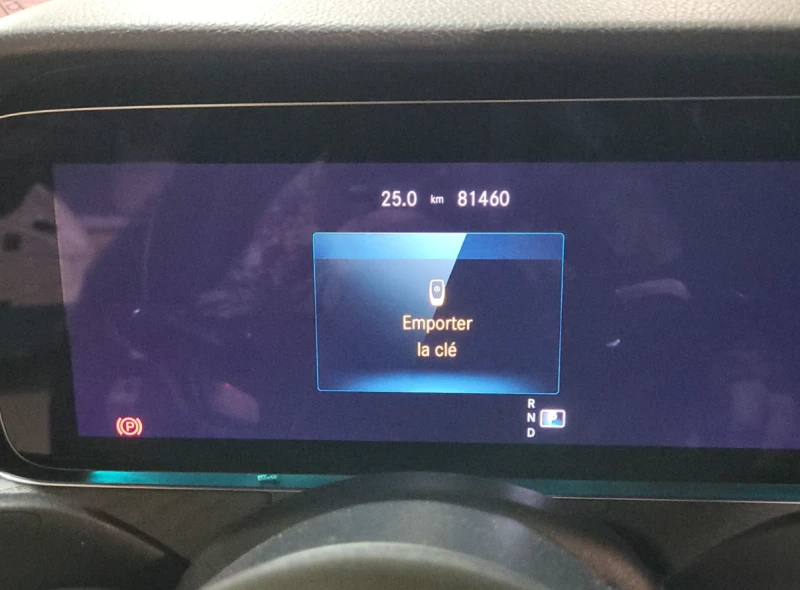 25.0 km 81460
Emporter
la clé
R
N P
D
(P)